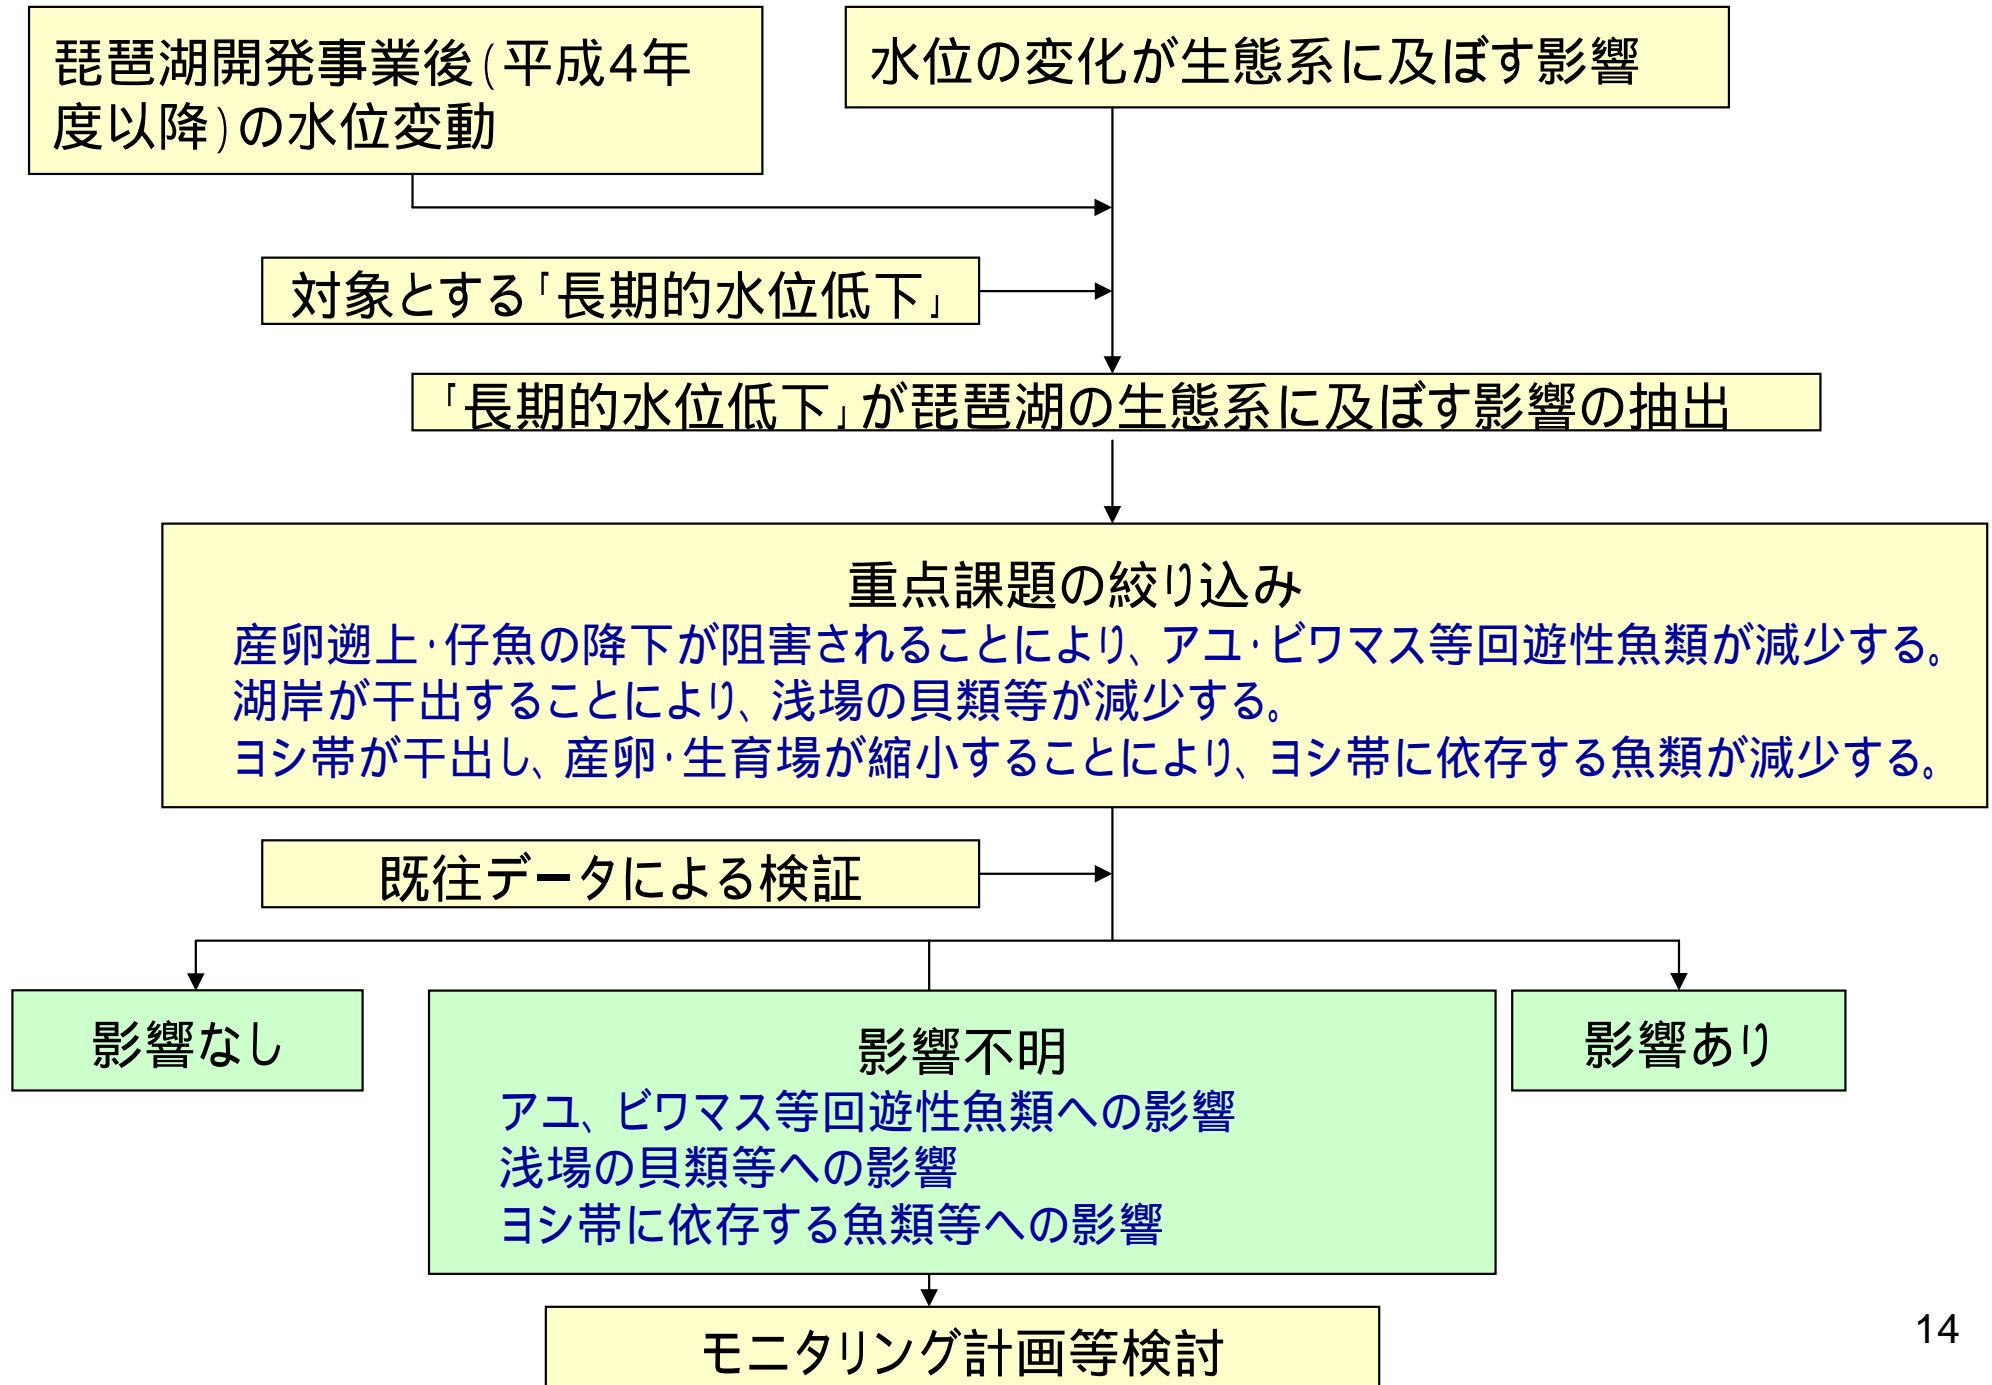 琵琶湖開発事業後(平成4年
度以降)の水位変動
水位の変化が生態系に及ぼす影響
対象とする「長期的水位低下」
「長期的水位低下」が琵琶湖の生態系に及ぼす影響の抽出
重点課題の絞り込み
産卵遡上・仔魚の降下が阻害されることにより、アユ・ビワマス等回遊性魚類が減少する。
湖岸が干出することにより、浅場の貝類等が減少する。
ヨシ帯が干出し、産卵・生育場が縮小することにより、ヨシ帯に依存する魚類が減少する。
既往データによる検証
影響なし
影響不明
アユ、ビワマス等回遊性魚類への影響
浅場の貝類等への影響
ヨシ帯に依存する魚類等への影響
影響あり
モニタリング計画等検討
14